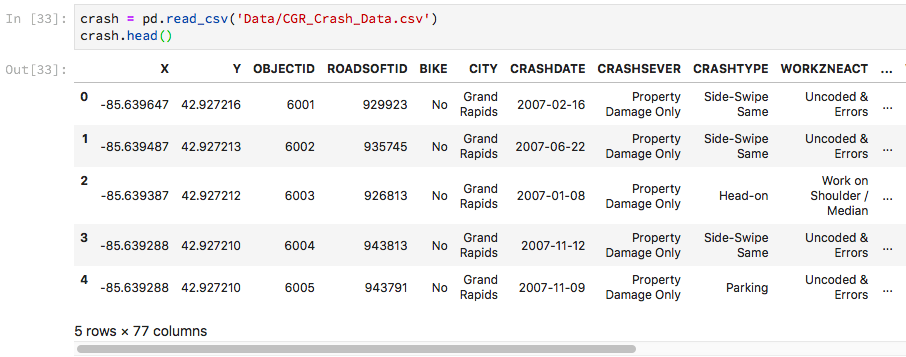 In [33]: crash = pd.read_csv('Data/CGR_Crash_Data.csv')
crash.head()
Out[33]:
X Y OBJECTID ROADSOFTID BIKE CITY CRASHDATE CRASHSEVER CRASHTYPE WORKZNEACT ...
0 -85.639647 42.927216 6001 929923 No Grand Rapids 2007-02-16 Property Damage Only Side-Swipe Same Uncoded & Errors ...
1 -85.639487 42.927213 6002 935745 No Grand Rapids 2007-06-22 Property Damage Only Side-Swipe Same Uncoded & Errors ...
2 -85.639387 42.927212 6003 926813 No Grand Rapids 2007-01-08 Property Damage Only Head-on Work on Shoulder / Median ...
3 -85.639288 42.927210 6004 943813 No Grand Rapids 2007-11-12 Property Damage Only Side-Swipe Same Uncoded & Errors ...
4 -85.639288 42.927210 6005 943791 No Grand Rapids 2007-11-09 Property Damage Only Parking Uncoded & Errors ...
5 rows × 77 columns